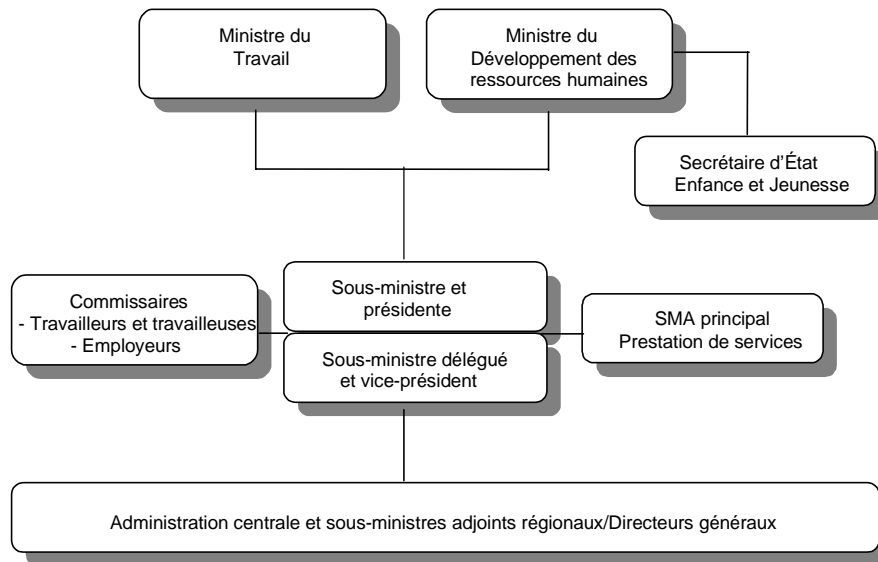 Ministre du
Travail
Ministre du
Développement des
ressources humaines
Secrétaire d'État
Enfance et Jeunesse
Commissaires
- Travailleurs et travailleuses
- Employeurs
Sous-ministre et
présidente
Sous-ministre délégué
et vice-président
SMA principal
Prestation de services
Administration centrale et sous-ministres adjoints régionaux/Directeurs généraux